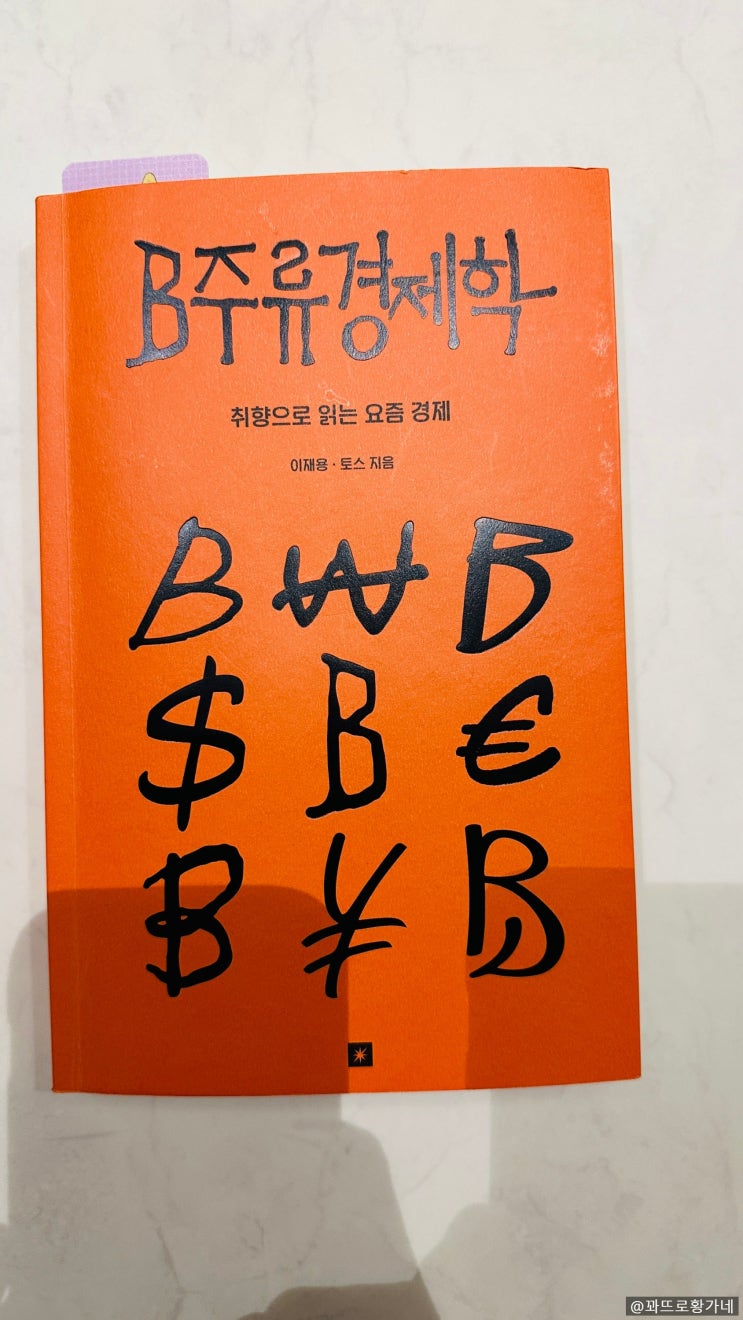 B주류경제학
취향으로 읽는 요즘 경제
이재용 · 토스 지음
B ₩ B
$ B €
B ¥ B
@꽈뜨로황가네